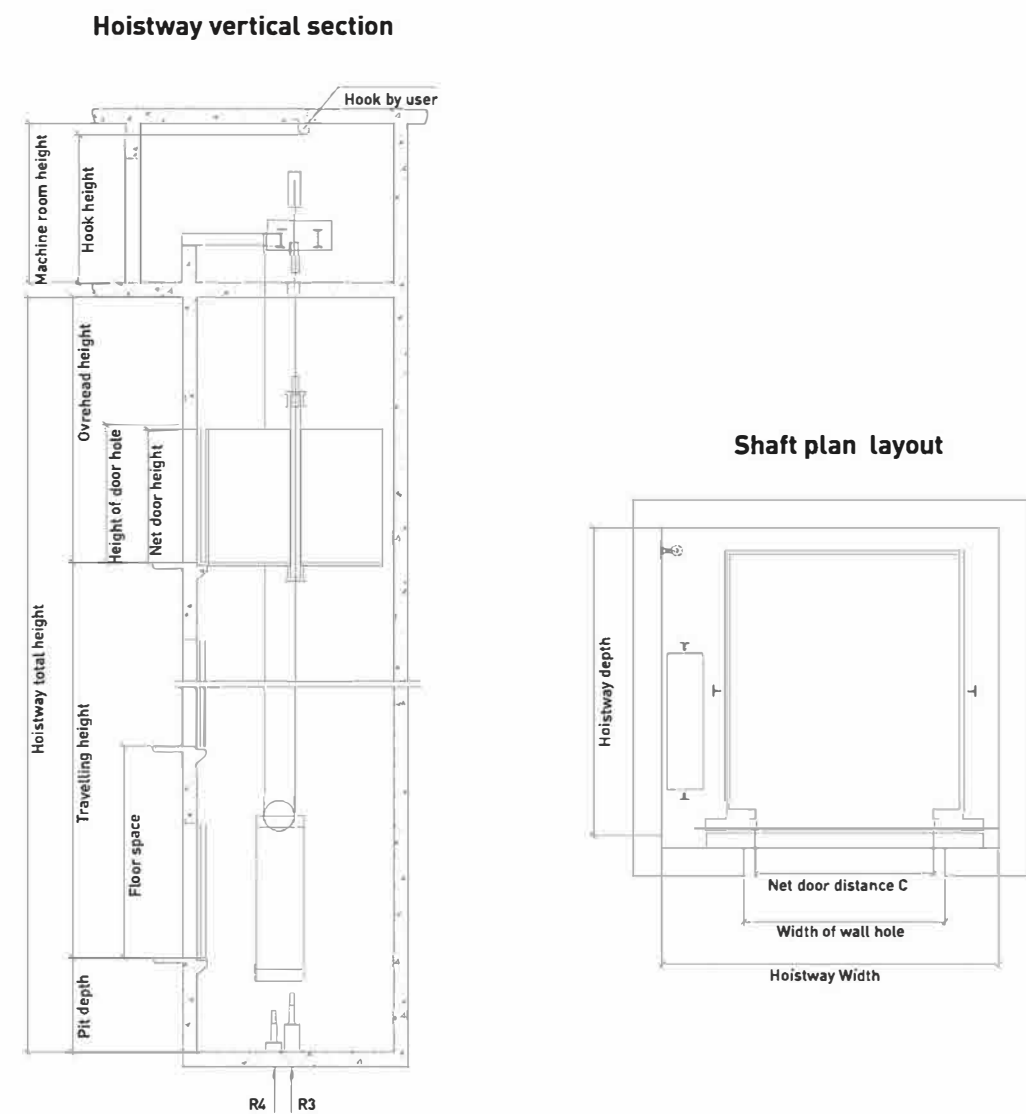 Hoistway vertical section
Hook by user
Machine room height
Hook height
Ovrehead height
Height of door hole
Net door height
Hoistway total height
Travelling height
Floor space
Pit depth
R4
R3
Shaft plan layout
Hoistway depth
Net door distance C
Width of wall hole
Hoistway Width